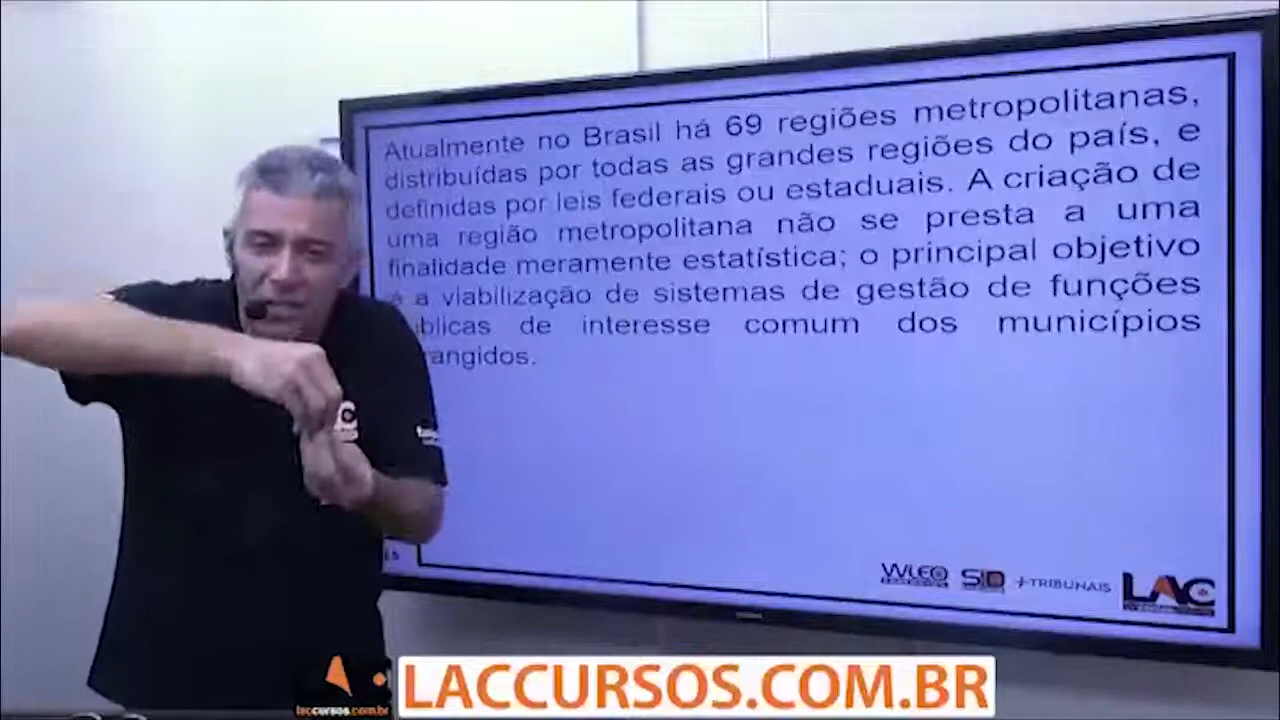 Atualmente no Brasil há 69 regiões metropolitanas,
distribuídas por todas as grandes regiões do país, e
definidas por leis federais ou estaduais. A criação de
uma região metropolitana não se presta a uma
finalidade meramente estatística; o principal objetivo
a viabilização de sistemas de gestão de funções
blicas de interesse comum dos municípios
rangidos.
WLEO SID +TRIBUNAIS LAC
laccursos.com.br
LACCURSOS.COM.BR